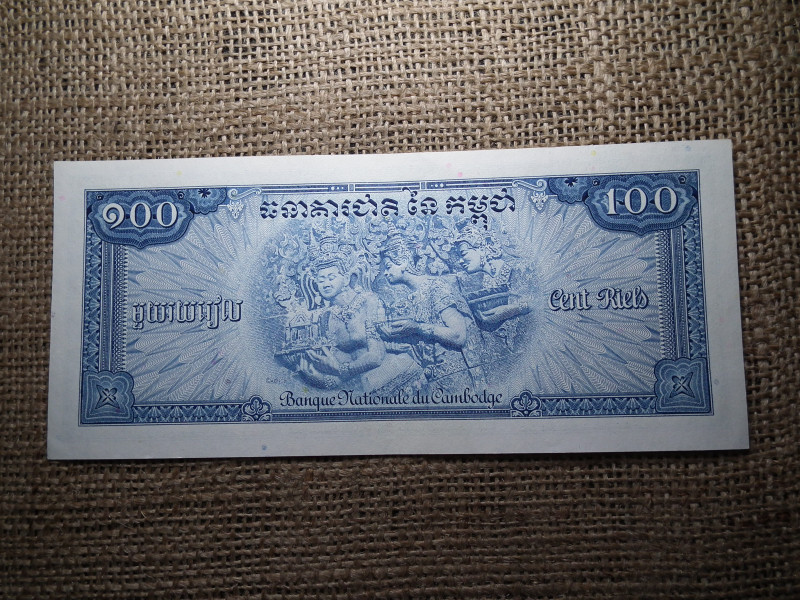 ១០០
ធនាគារជាតិ នៃ កម្ពុជា
100
មួយរយរៀល
Cent Riels
Banque Nationale du Cambodge